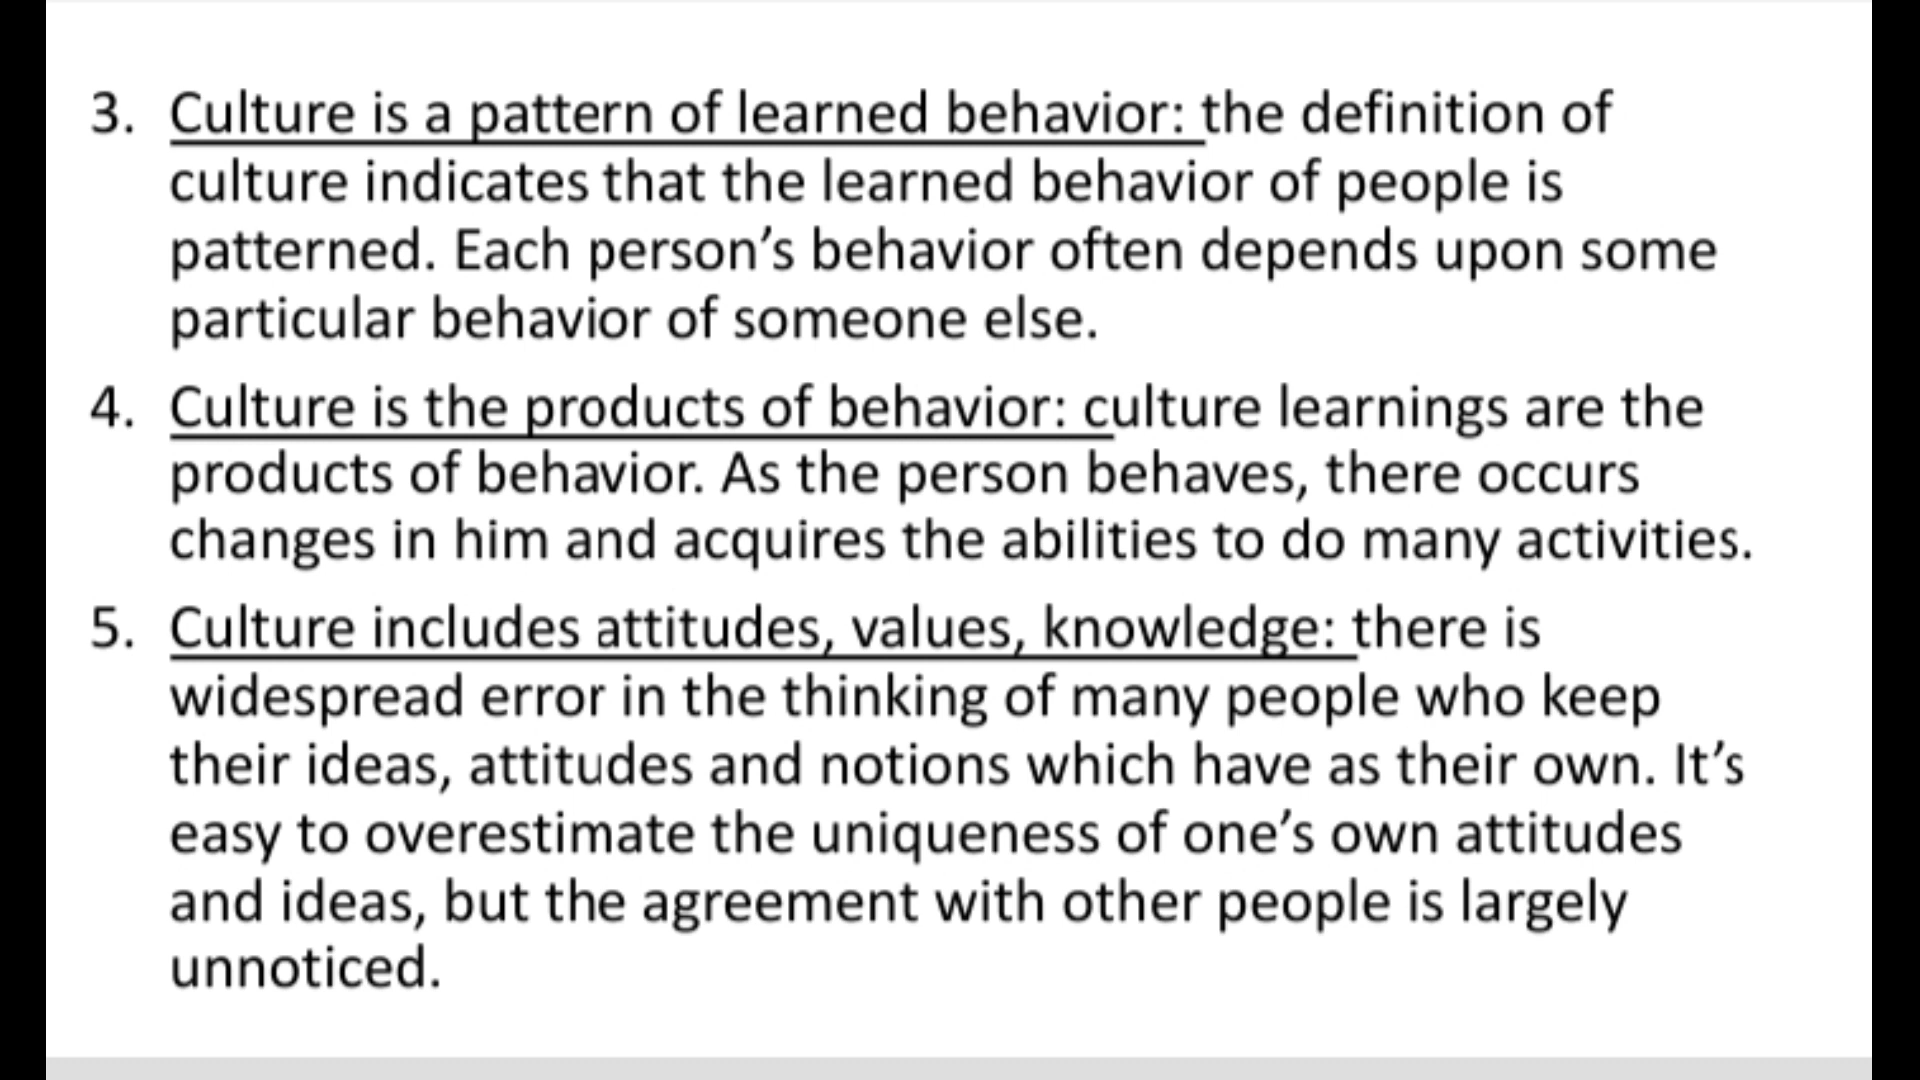 3. Culture is a pattern of learned behavior: the definition of
culture indicates that the learned behavior of people is
patterned. Each person’s behavior often depends upon some
particular behavior of someone else.
4. Culture is the products of behavior: culture learnings are the
products of behavior. As the person behaves, there occurs
changes in him and acquires the abilities to do many activities.
5. Culture includes attitudes, values, knowledge: there is
widespread error in the thinking of many people who keep
their ideas, attitudes and notions which have as their own. It’s
easy to overestimate the uniqueness of one’s own attitudes
and ideas, but the agreement with other people is largely
unnoticed.